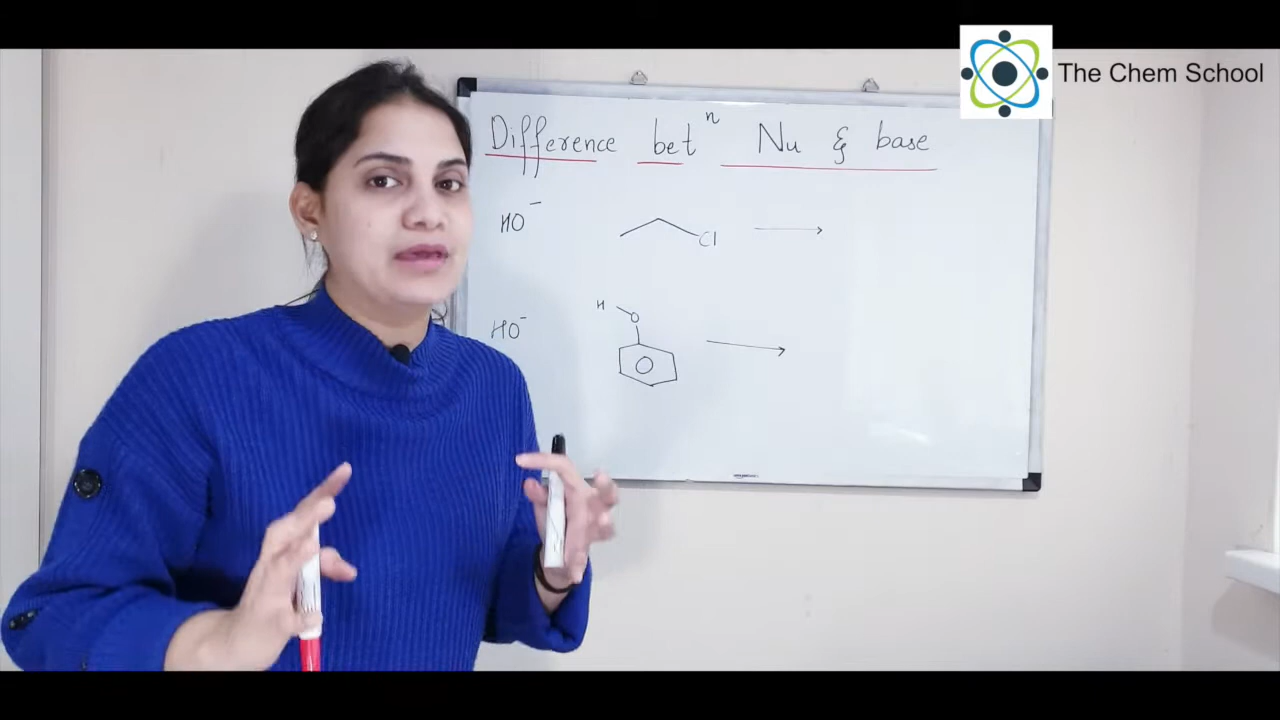 The Chem School
Difference betⁿ Nu & base
HO⁻ Cl
H
O
HO⁻